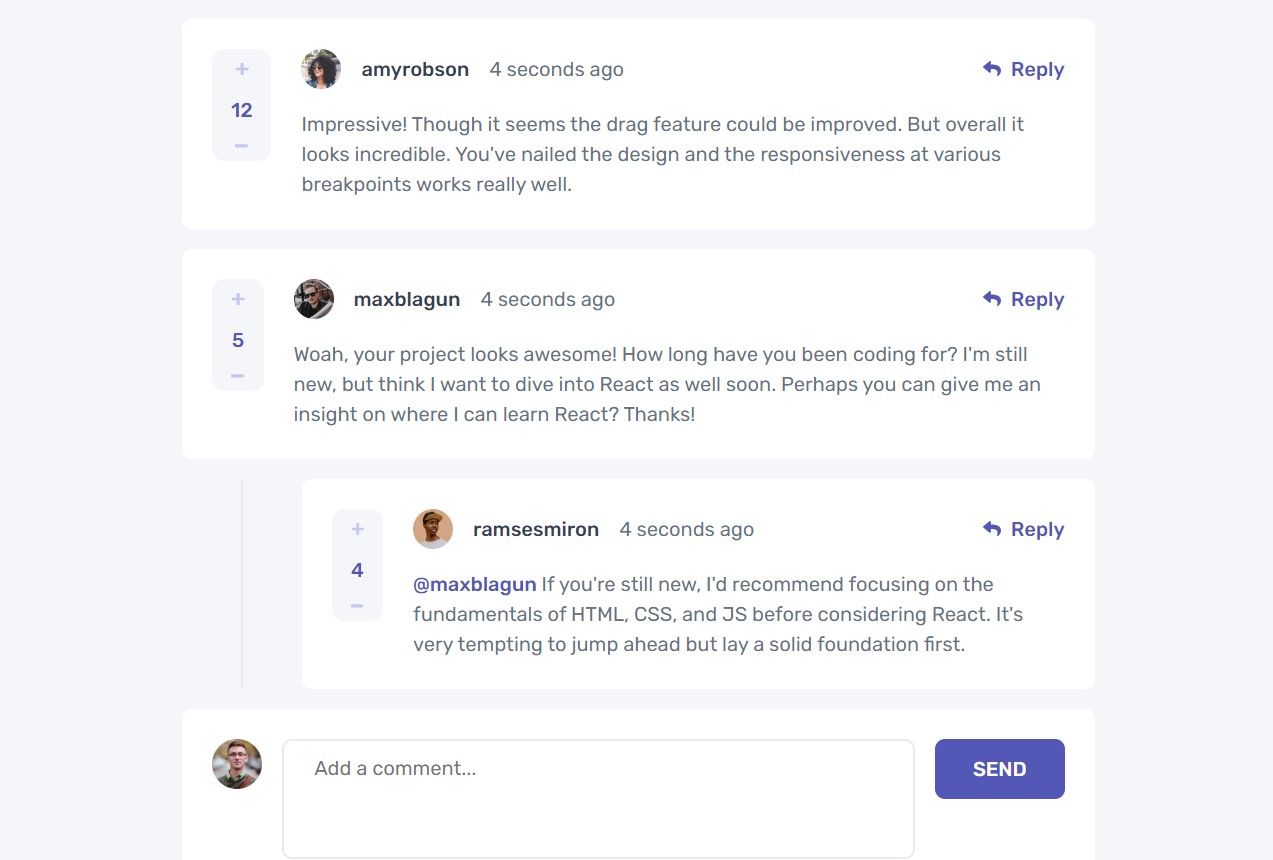 +
amyrobson 4 seconds ago Reply
12
–
Impressive! Though it seems the drag feature could be improved. But overall it
looks incredible. You've nailed the design and the responsiveness at various
breakpoints works really well.
+
maxblagun 4 seconds ago Reply
5
–
Woah, your project looks awesome! How long have you been coding for? I'm still
new, but think I want to dive into React as well soon. Perhaps you can give me an
insight on where I can learn React? Thanks!
+
ramsesmiron 4 seconds ago Reply
4
–
@maxblagun If you're still new, I'd recommend focusing on the
fundamentals of HTML, CSS, and JS before considering React. It's
very tempting to jump ahead but lay a solid foundation first.
Add a comment...
SEND